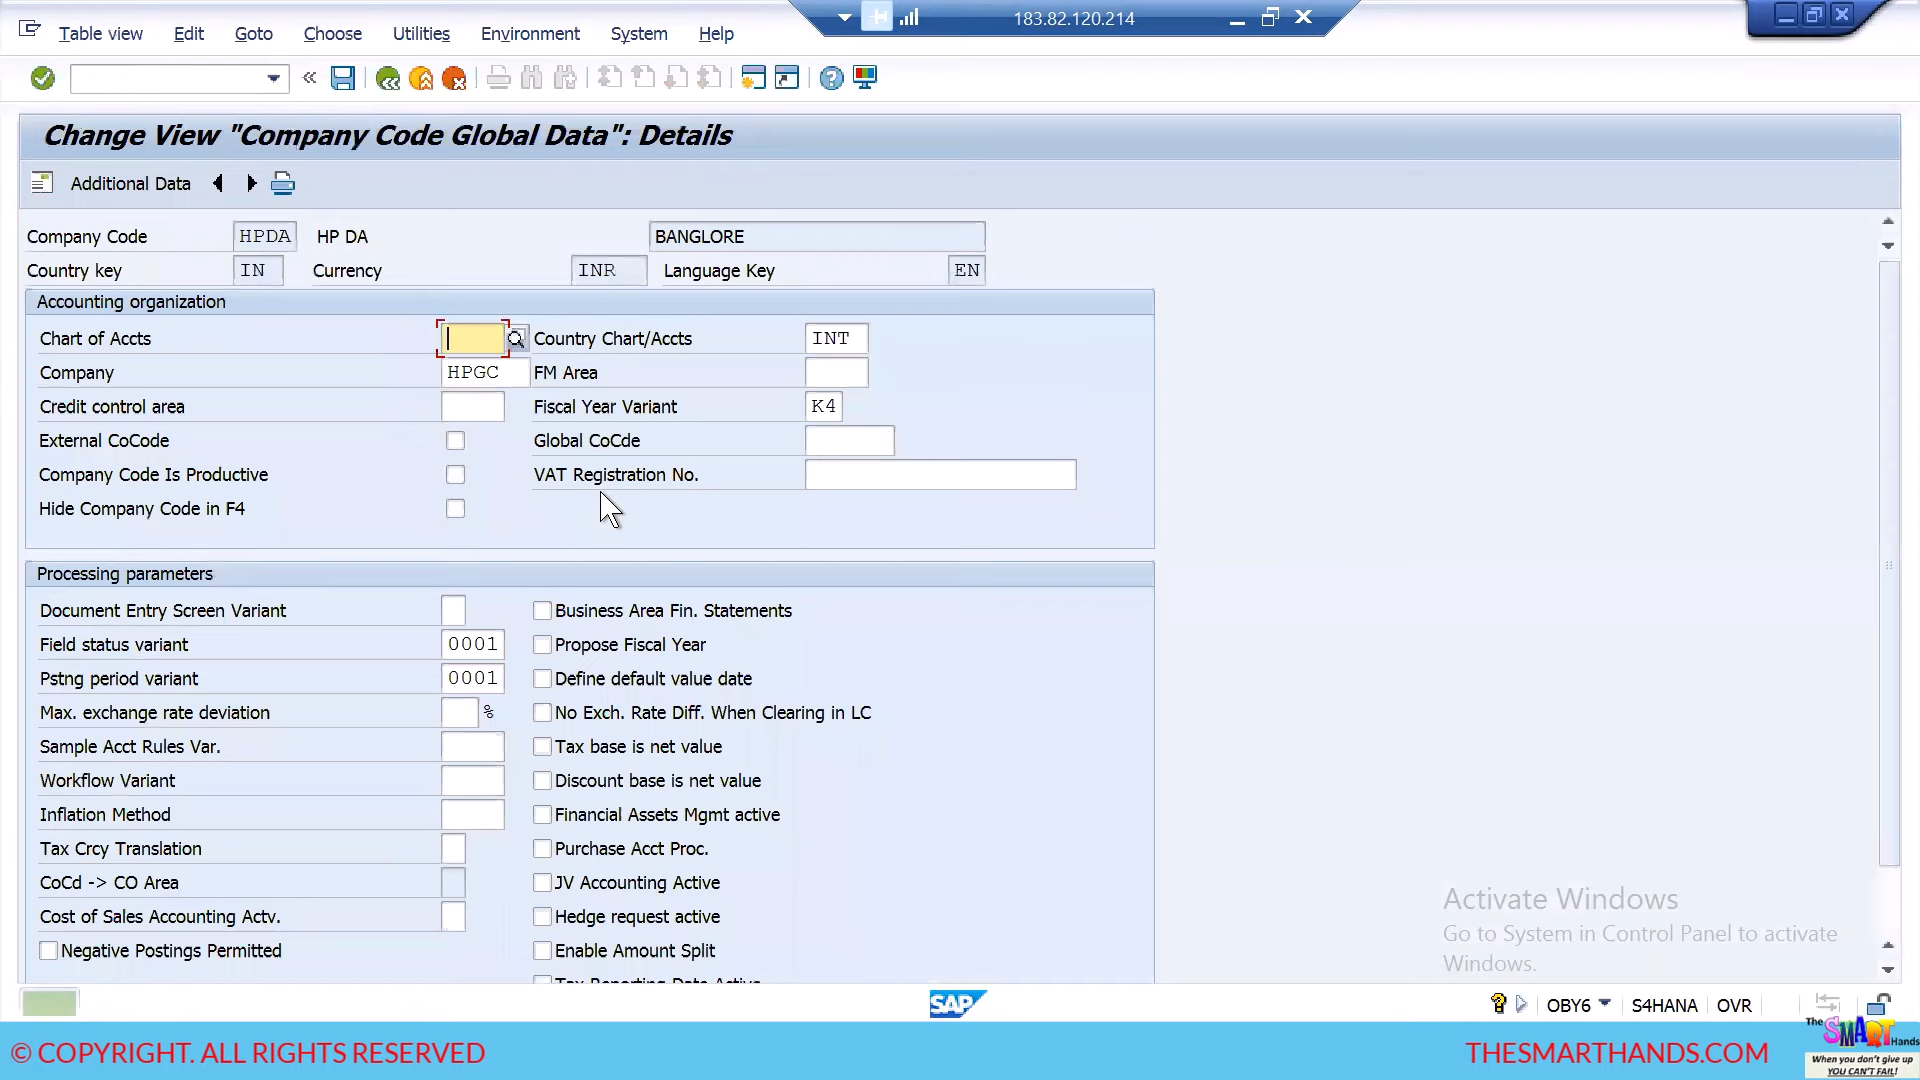 183.82.120.214
Table view Edit Goto Choose Utilities Environment System Help
Change View "Company Code Global Data": Details
Additional Data
Company Code HPDA HP DA BANGLORE
Country key IN Currency INR Language Key EN
Accounting organization
Chart of Accts Country Chart/Accts INT
Company HPGC FM Area
Credit control area Fiscal Year Variant K4
External CoCode Global CoCde
Company Code Is Productive VAT Registration No.
Hide Company Code in F4
Processing parameters
Document Entry Screen Variant Business Area Fin. Statements
Field status variant 0001 Propose Fiscal Year
Pstng period variant 0001 Define default value date
Max. exchange rate deviation % No Exch. Rate Diff. When Clearing in LC
Sample Acct Rules Var. Tax base is net value
Workflow Variant Discount base is net value
Inflation Method Financial Assets Mgmt active
Tax Crcy Translation Purchase Acct Proc.
CoCd -> CO Area JV Accounting Active
Cost of Sales Accounting Actv. Hedge request active
Negative Postings Permitted Enable Amount Split
Tax Reporting Date Active
Activate Windows
Go to System in Control Panel to activate
Windows.
SAP OBY6 S4HANA OVR
© COPYRIGHT. ALL RIGHTS RESERVED THESMARTHANDS.COM
The SMART Hands
When you don't give up
YOU CAN'T FAIL!